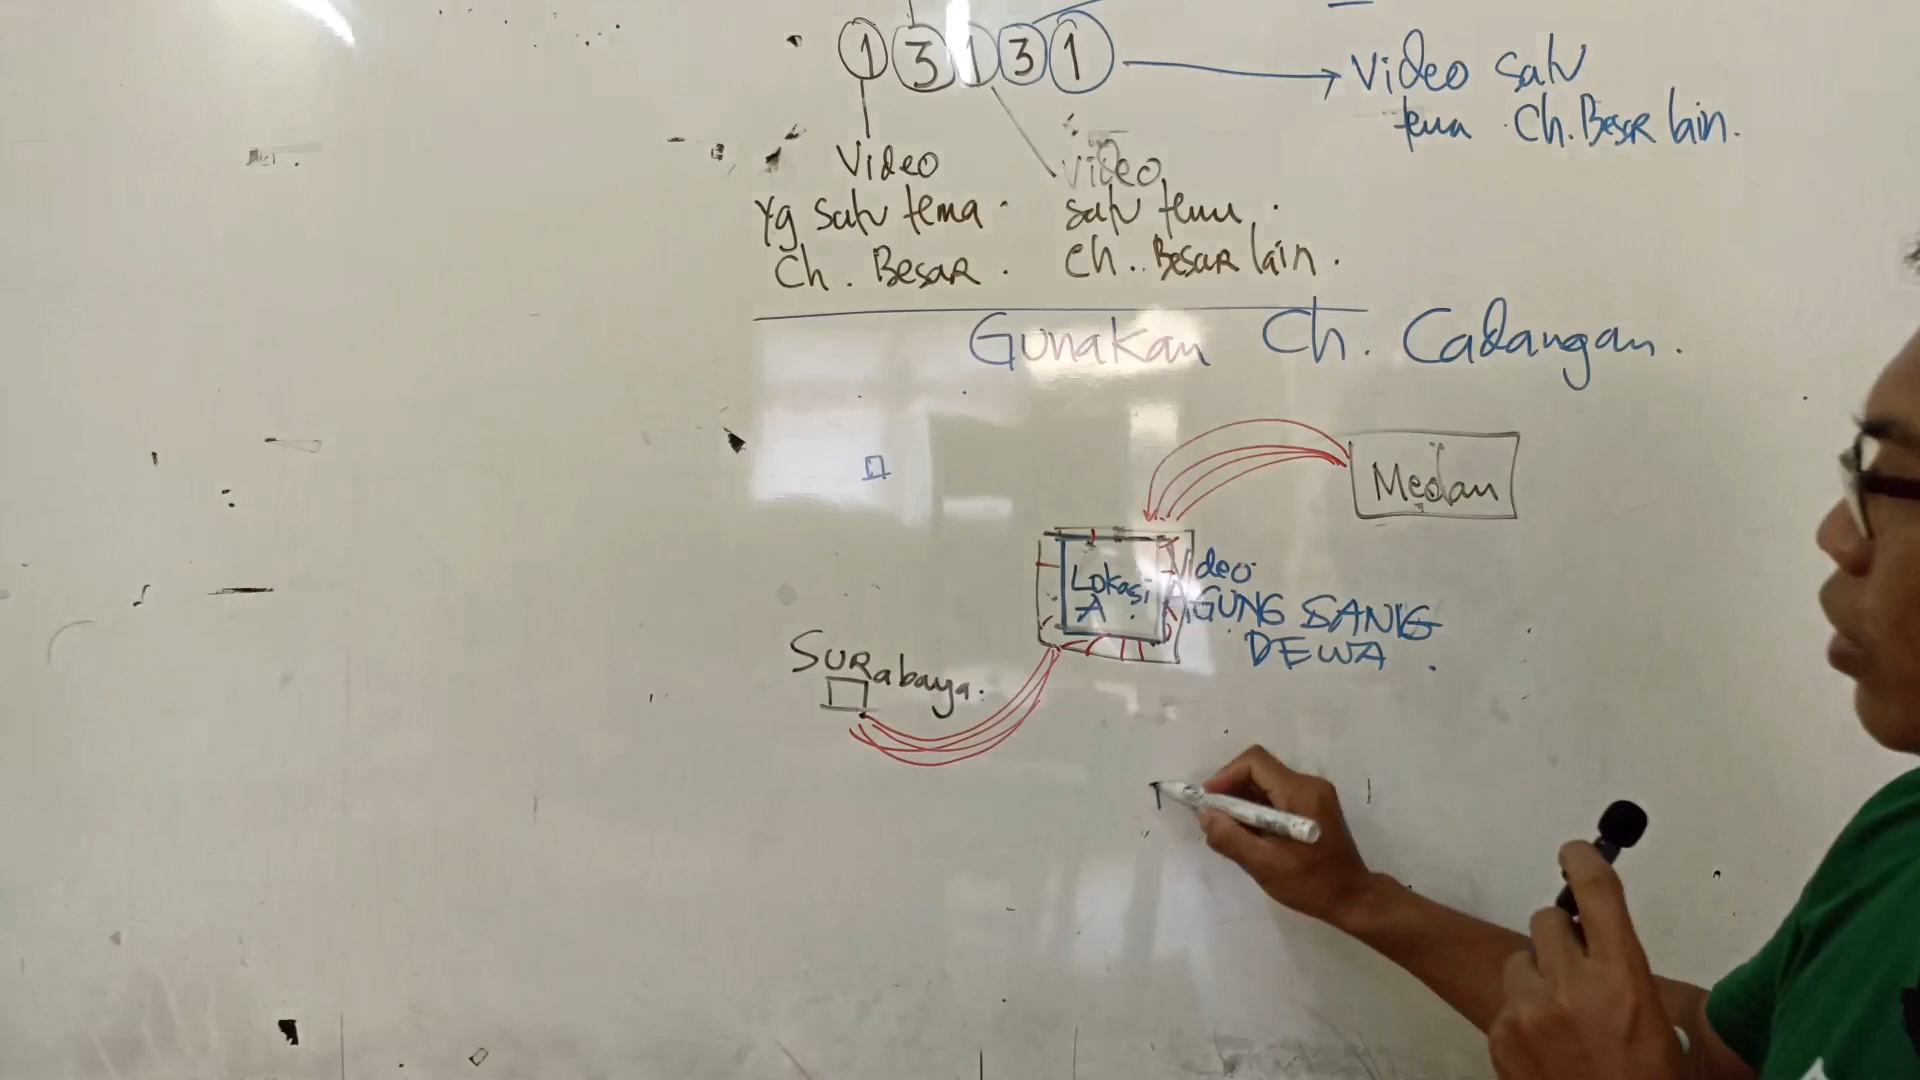 1 3 1 3 1
Video satu
tema Ch. Besar lain.
Video
Yg satu tema
Ch. Besar.
Video
satu tema.
Ch. Besar lain.
Gunakan Ch. Cadangan.
Medan
Lokasi
A
Video
AGUNG SANG
DEWA.
Surabaya.